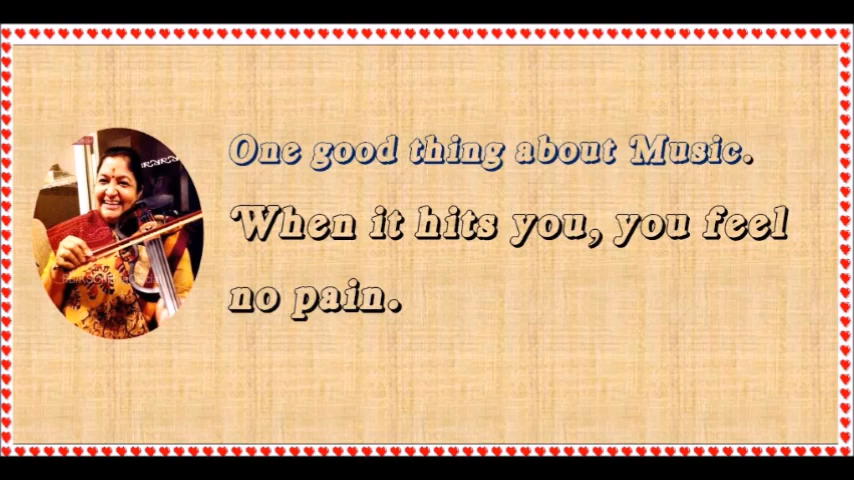 One good thing about Music.
When it hits you, you feel
no pain.